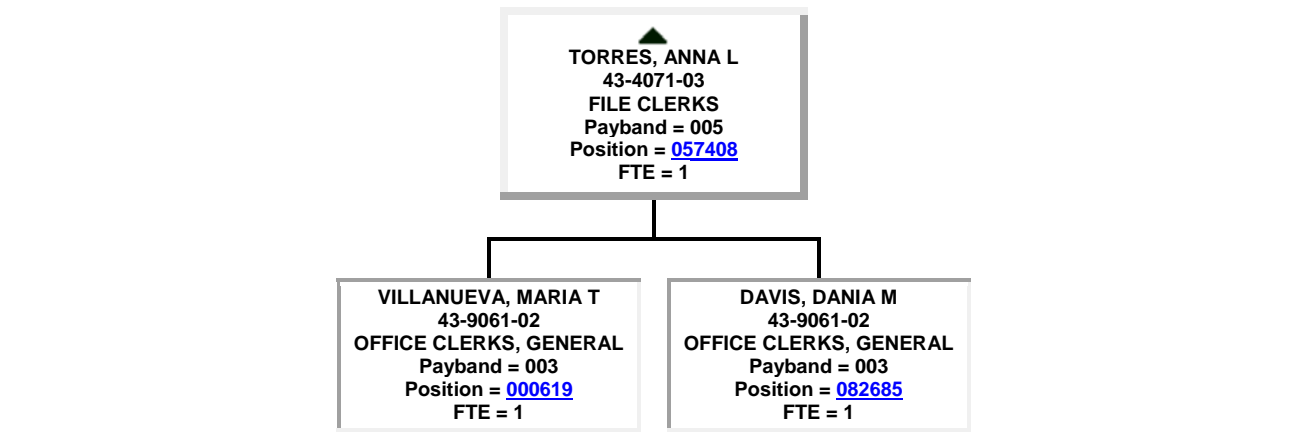 TORRES, ANNA L
43-4071-03
FILE CLERKS
Payband = 005
Position = 057408
FTE = 1
VILLANUEVA, MARIA T
43-9061-02
OFFICE CLERKS, GENERAL
Payband = 003
Position = 000619
FTE = 1
DAVIS, DANIA M
43-9061-02
OFFICE CLERKS, GENERAL
Payband = 003
Position = 082685
FTE = 1